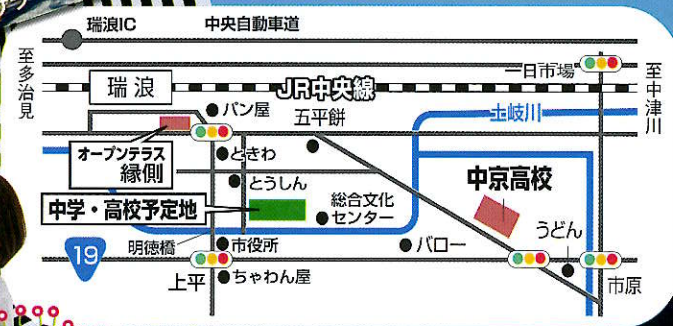 瑞浪IC
中央自動車道
至多治見
瑞浪
JR中央線
一日市場
至中津川
パン屋
五平餅
土岐川
オープンテラス
縁側
ときわ
とうしん
中京高校
中学・高校予定地
総合文化
センター
うどん
明徳橋
市役所
バロー
19
上平
ちゃわん屋
市原